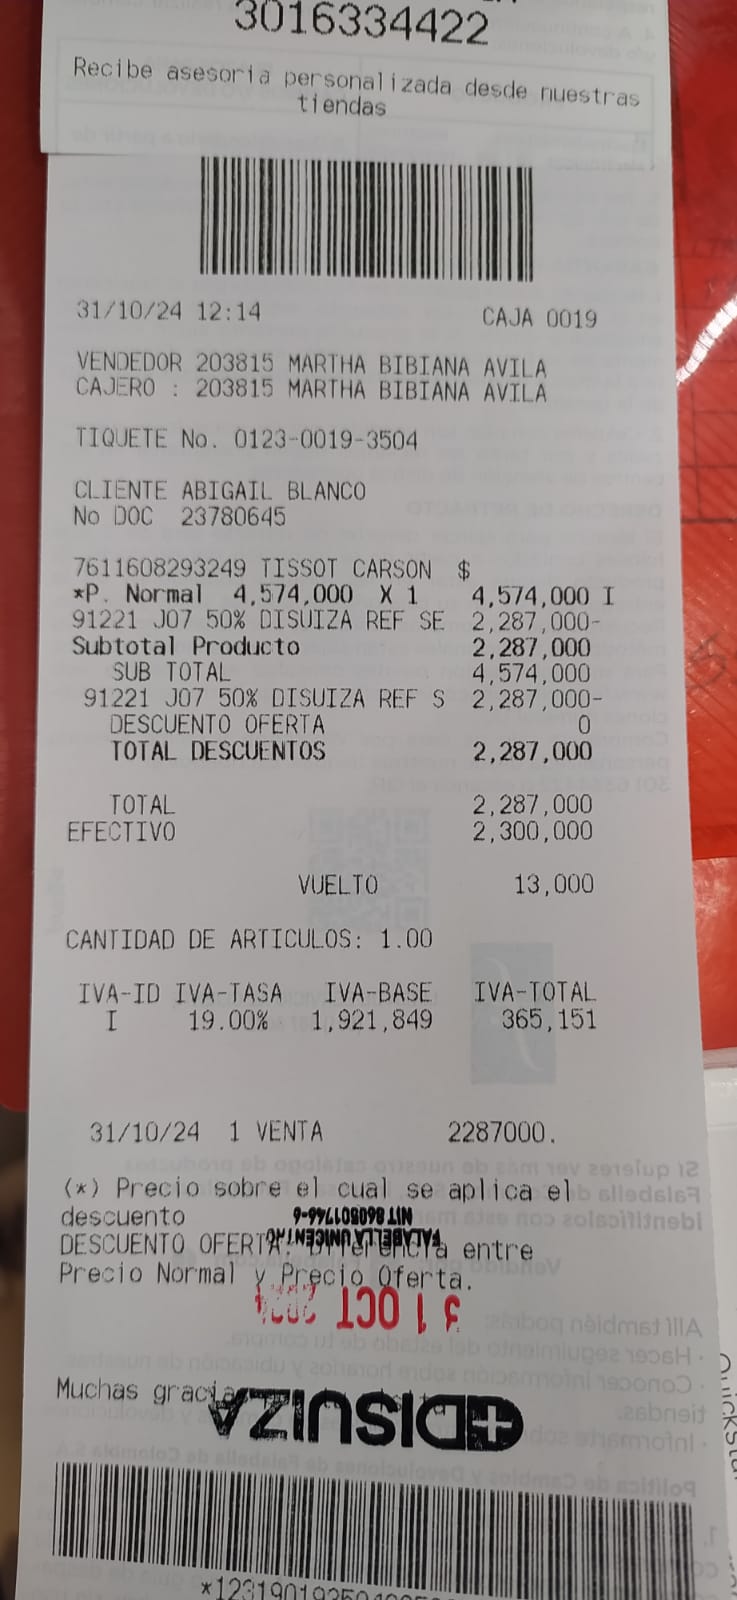 3016334422
Recibe asesoria personalizada desde nuestras
tiendas
31/10/24 12:14 CAJA 0019
VENDEDOR 203815 MARTHA BIBIANA AVILA
CAJERO : 203815 MARTHA BIBIANA AVILA
TIQUETE No. 0123-0019-3504
CLIENTE ABIGAIL BLANCO
No DOC 23780645
7611608293249 TISSOT CARSON $
*P. Normal 4,574,000 X 1 4,574,000 I
91221 J07 50% DISUIZA REF SE 2,287,000-
Subtotal Producto 2,287,000
SUB TOTAL 4,574,000
91221 J07 50% DISUIZA REF S 2,287,000-
DESCUENTO OFERTA 0
TOTAL DESCUENTOS 2,287,000
TOTAL 2,287,000
EFECTIVO 2,300,000
VUELTO 13,000
CANTIDAD DE ARTICULOS: 1.00
IVA-ID IVA-TASA IVA-BASE IVA-TOTAL
I 19.00% 1,921,849 365,151
31/10/24 1 VENTA 2287000.
(*) Precio sobre el cual se aplica el
descuento
NIT 860801746-6
FALABELLA UNICENTRO
DESCUENTO OFERTA: Diferencia entre
Precio Normal y Precio Oferta.
31 OCT 2024
Muchas gracias
DISUIZA